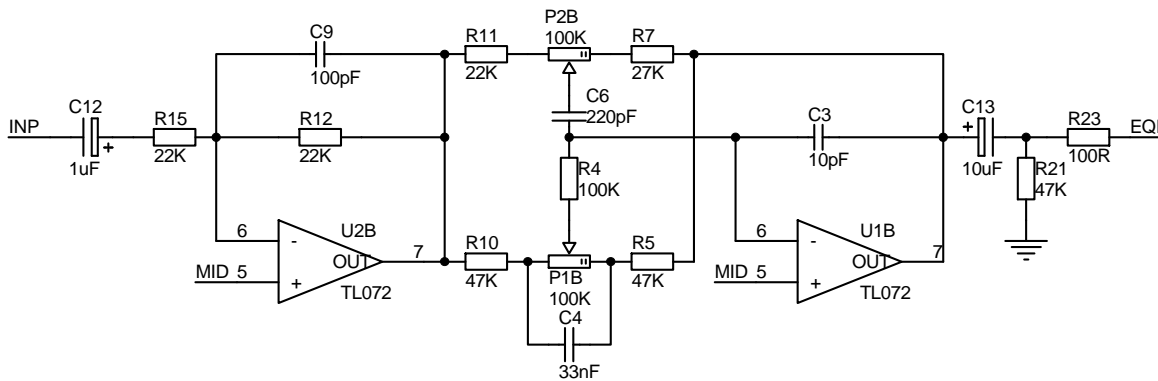 P2B
C9
R11
100K
R7
100pF
22K
27K
C6
C12
R15
R12
220pF
C3
C13
R23
INP
EQL
+
+
1uF
22K
22K
10pF
10uF
100R
R4
100K
R21
47K
6
U2B
R10
R5
6
U1B
-
7
-
7
OUT
OUT
MID 5
+
47K
P1B
47K
MID 5
+
TL072
100K
TL072
C4
33nF